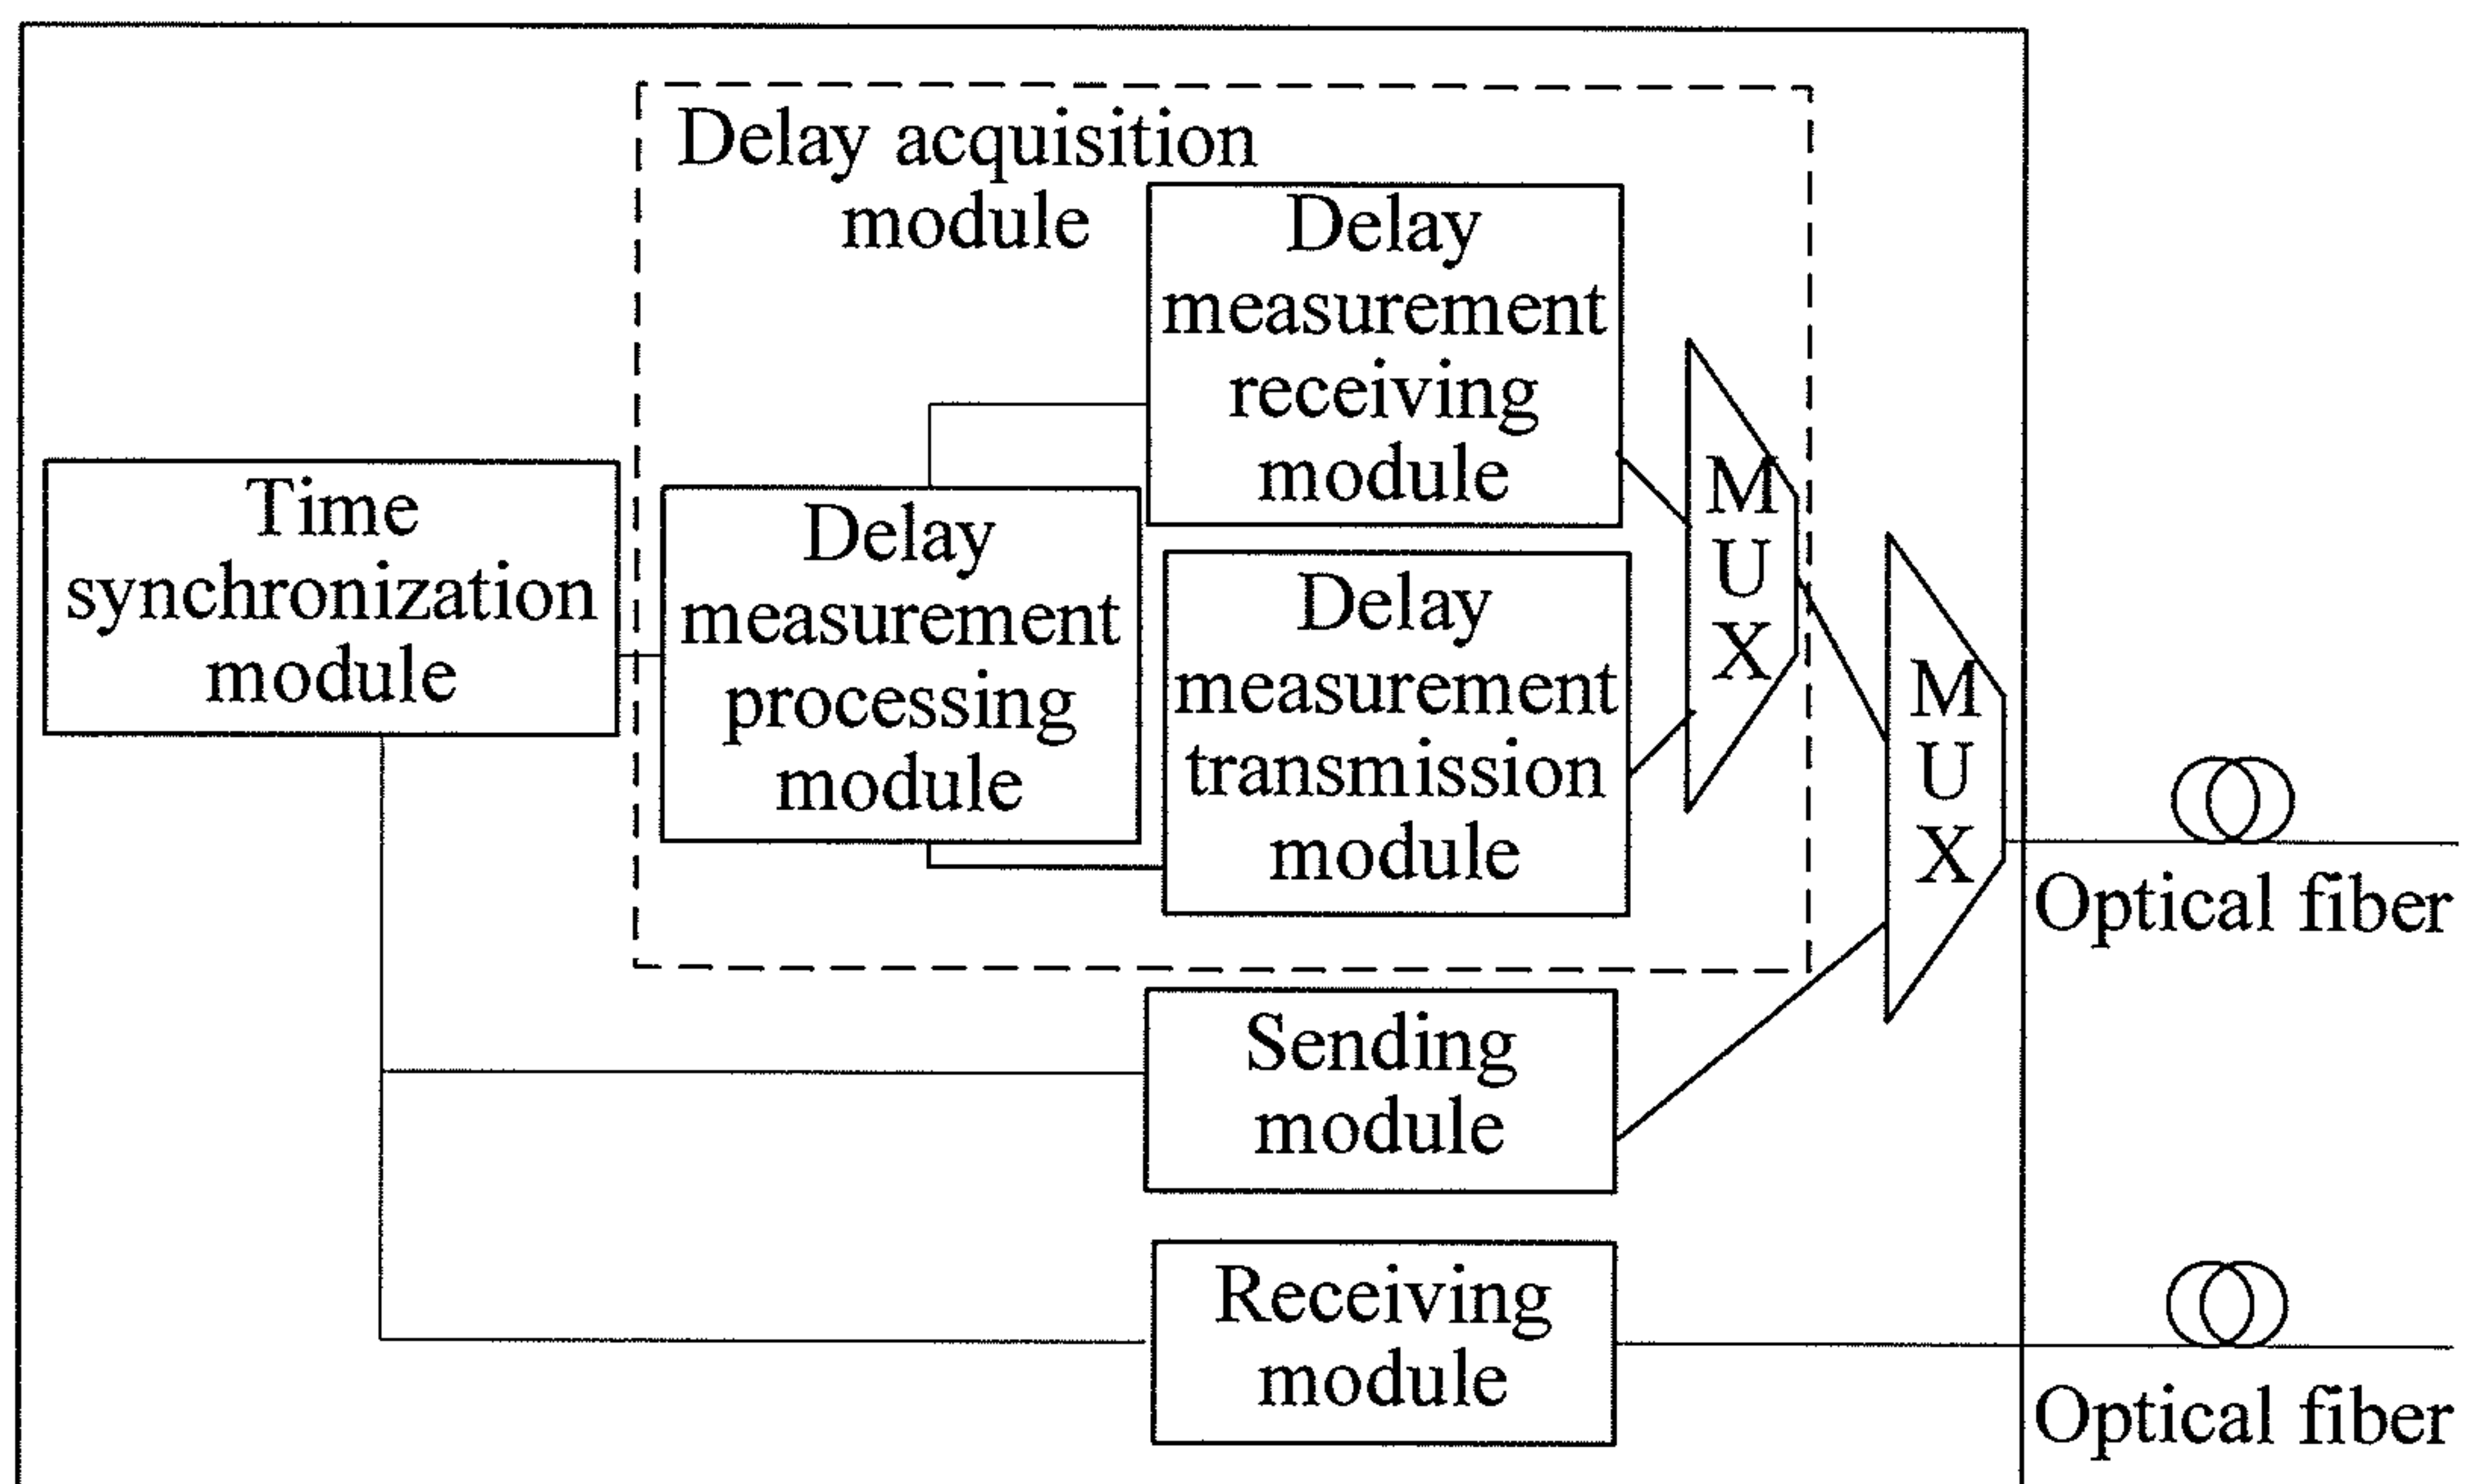 Delay acquisition
module
Delay
measurement
receiving
module
Time
synchronization
module
Delay
measurement
processing
module
Delay
measurement
transmission
module
M
U
X
M
U
X
Optical fiber
Sending
module
Receiving
module
Optical fiber